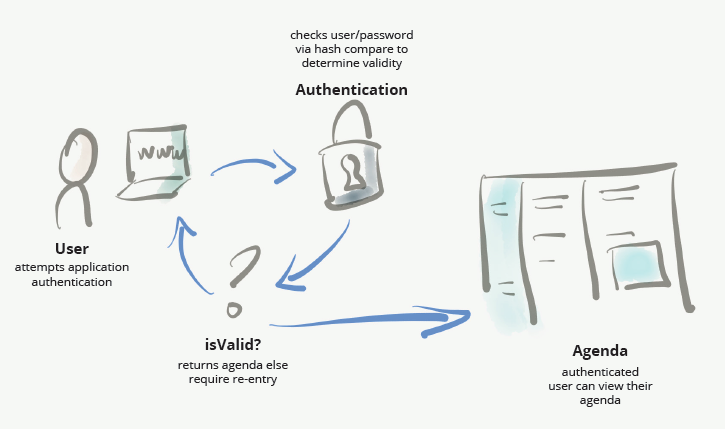 checks user/password
via hash compare to
determine validity
Authentication
www
User
attempts application
authentication
isValid?
returns agenda else
require re-entry
Agenda
authenticated
user can view their
agenda